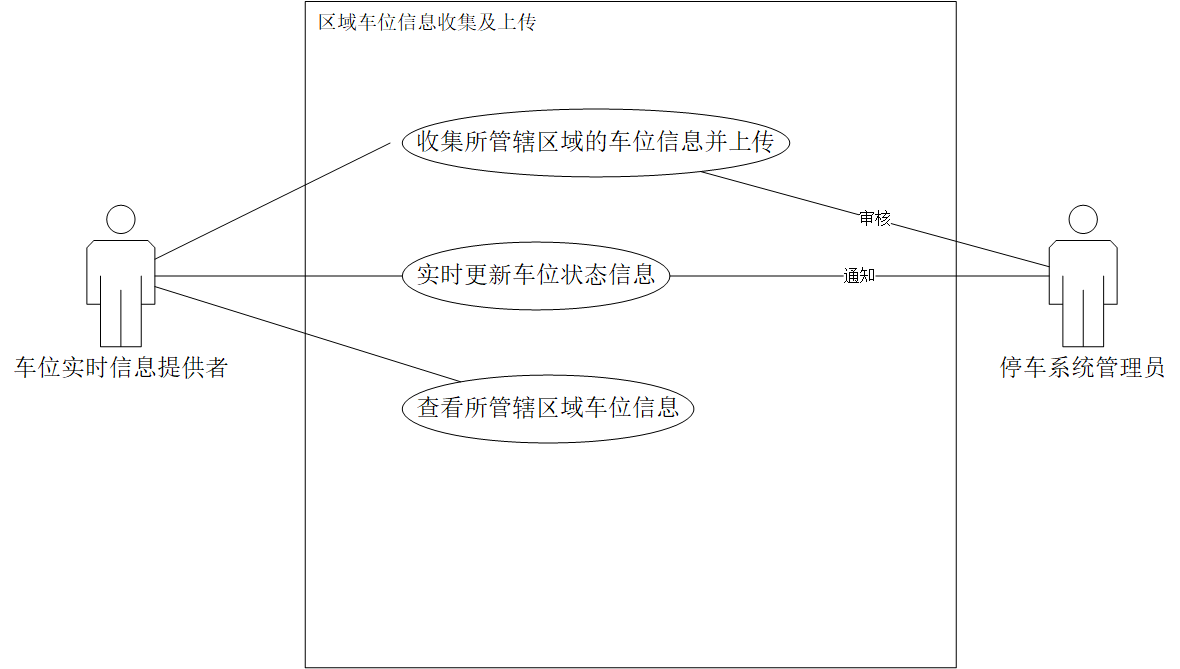 区域车位信息收集及上传
收集所管辖区域的车位信息并上传
审核
实时更新车位状态信息
通知
车位实时信息提供者
停车系统管理员
查看所管辖区域车位信息